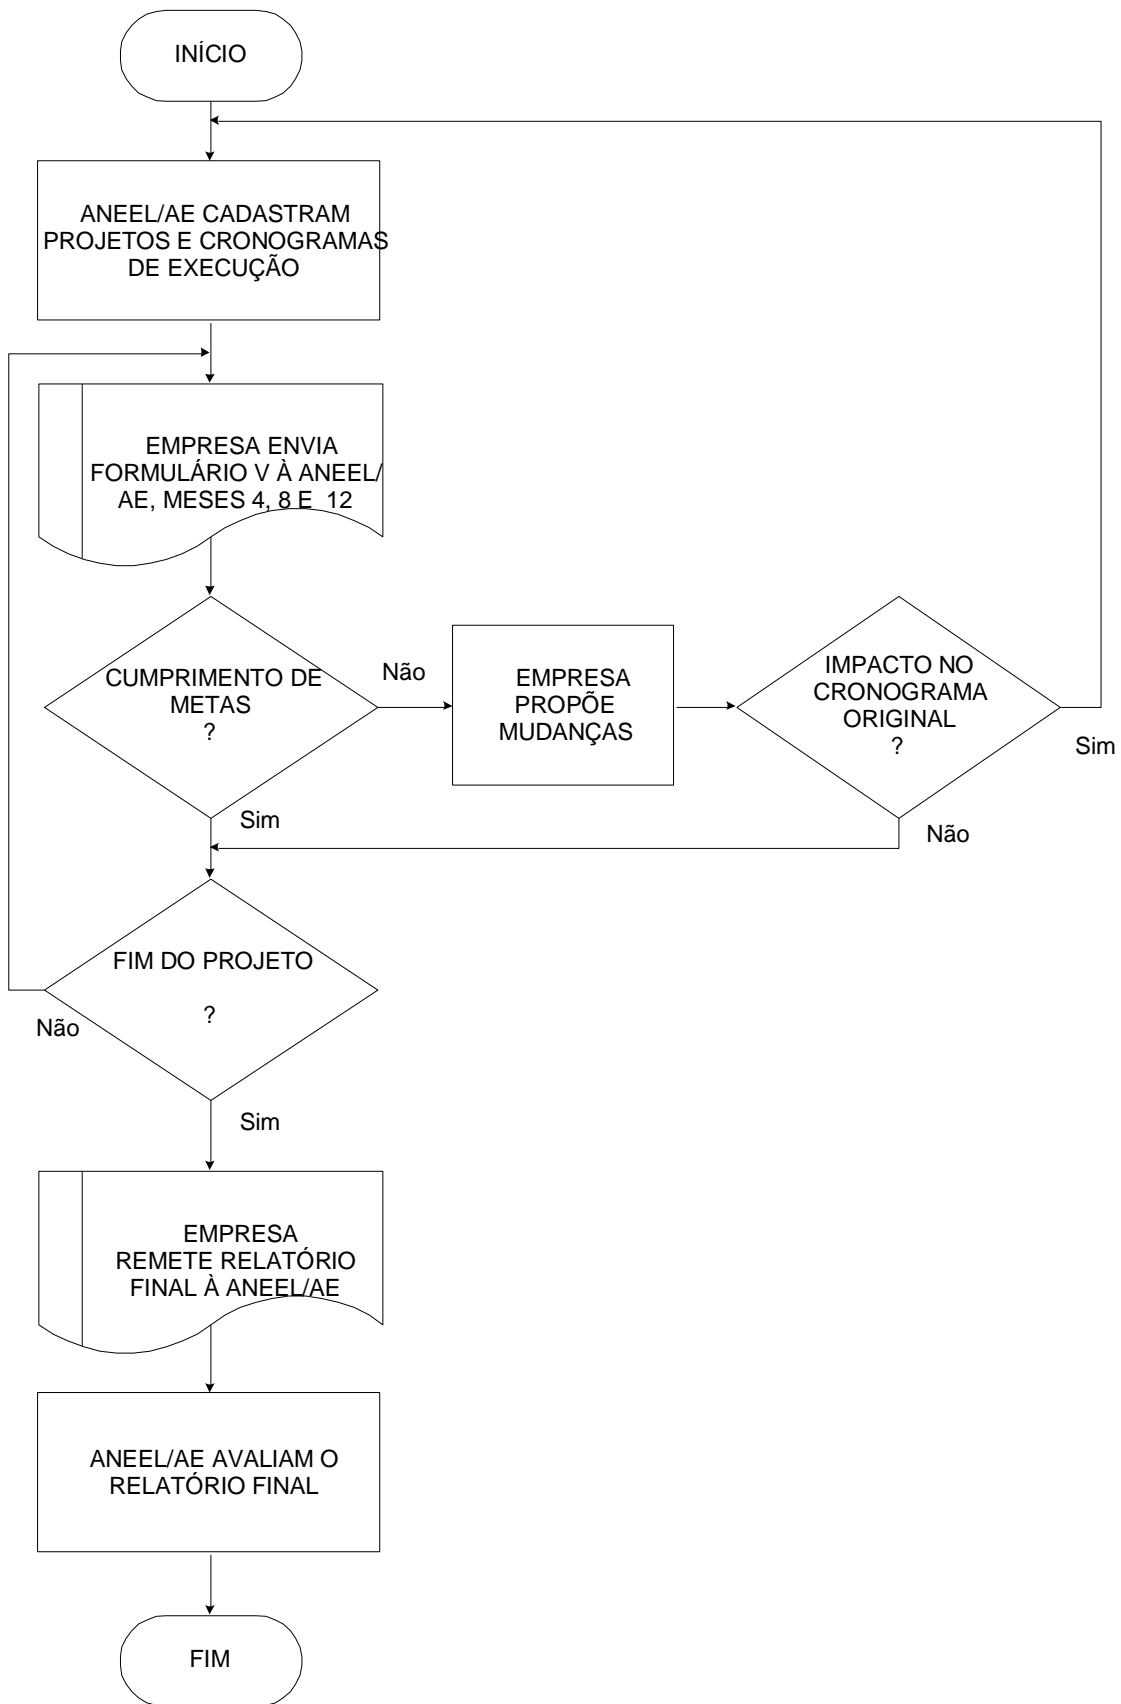 INÍCIO
ANEEL/AE CADASTRAM
PROJETOS E CRONOGRAMAS
DE EXECUÇÃO
EMPRESA ENVIA
FORMULÁRIO V À ANEEL/
AE, MESES 4, 8 E 12
CUMPRIMENTO DE
METAS
?
Não
EMPRESA
PROPÕE
MUDANÇAS
IMPACTO NO
CRONOGRAMA
ORIGINAL
?
Sim
Não
Sim
FIM DO PROJETO
?
Não
Sim
EMPRESA
REMETE RELATÓRIO
FINAL À ANEEL/AE
ANEEL/AE AVALIAM O
RELATÓRIO FINAL
FIM